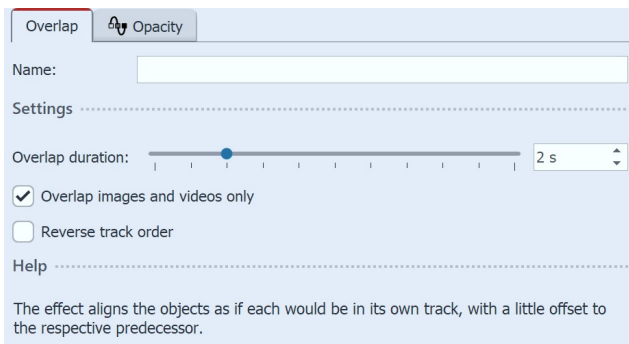 Overlap
Opacity
Name:
Settings
Overlap duration:
2 s
Overlap images and videos only
Reverse track order
Help
The effect aligns the objects as if each would be in its own track, with a little offset to
the respective predecessor.